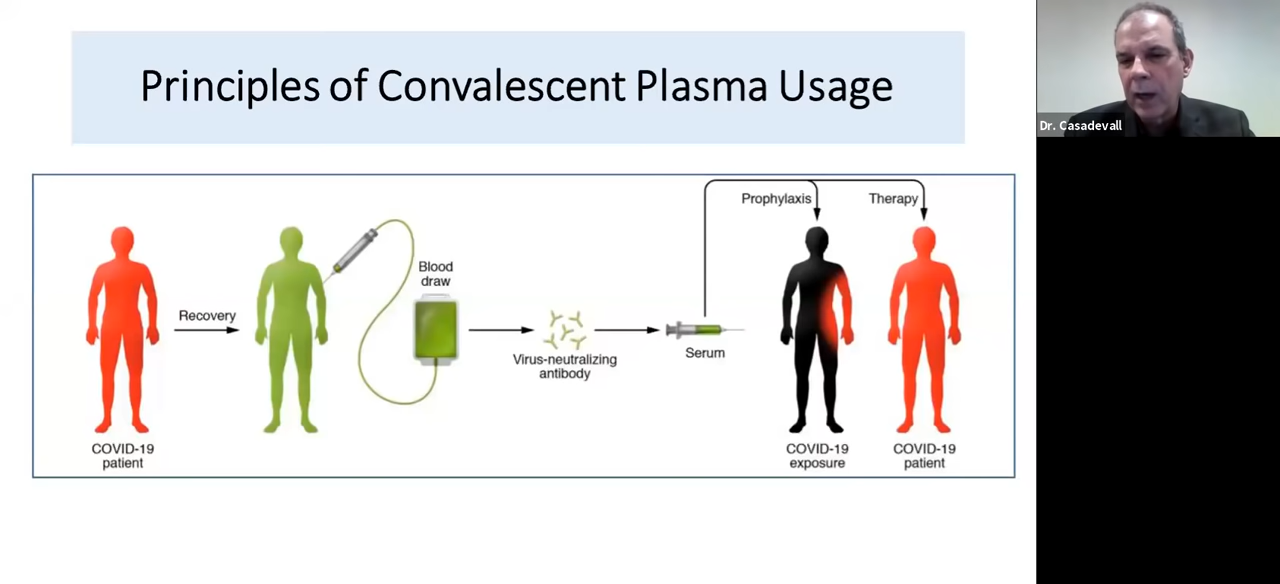 Principles of Convalescent Plasma Usage
Dr. Casadevall
Prophylaxis
Therapy
Blood
draw
Recovery
Virus-neutralizing
antibody
Serum
COVID-19
patient
COVID-19
exposure
COVID-19
patient